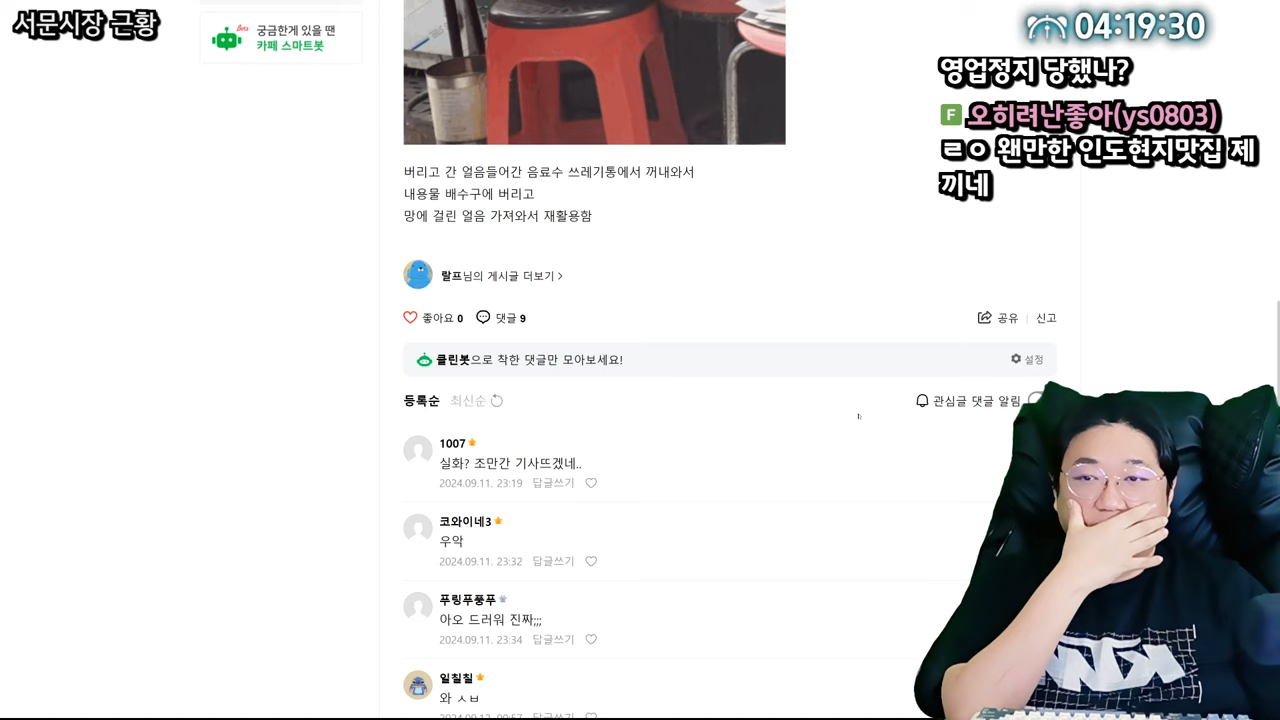 서문시장 근황
궁금한게 있을 땐 Beta
카페 스마트봇
04:19:30
영업정지 당했나?
F 오히려난좋아(ys0803)
ㄹㅇ 왠만한 인도현지맛집 제
끼네
버리고 간 얼음들어간 음료수 쓰레기통에서 꺼내와서
내용물 배수구에 버리고
망에 걸린 얼음 가져와서 재활용함
랄프님의 게시글 더보기 >
좋아요 0 댓글 9
공유 | 신고
클린봇으로 착한 댓글만 모아보세요!
설정
등록순 최신순
관심글 댓글 알림
1007
실화? 조만간 기사뜨겠네..
2024.09.11. 23:19 답글쓰기
코와이네3
우악
2024.09.11. 23:32 답글쓰기
푸링푸풍푸
아오 드러워 진짜;;;
2024.09.11. 23:34 답글쓰기
일칠칠
와 ㅅㅂ
2024.09.12. 00:57 답글쓰기